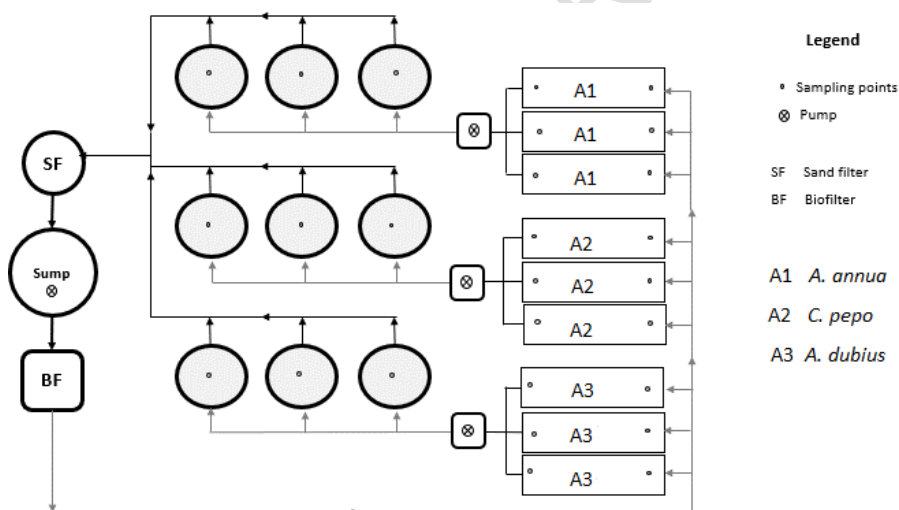 Legend
Sampling points
Pump
SF Sand filter
BF Biofilter
A1 A. annua
A2 C. pepo
A3 A. dubius
A1
A1
A1
SF
A2
A2
A2
Sump
BF
A3
A3
A3